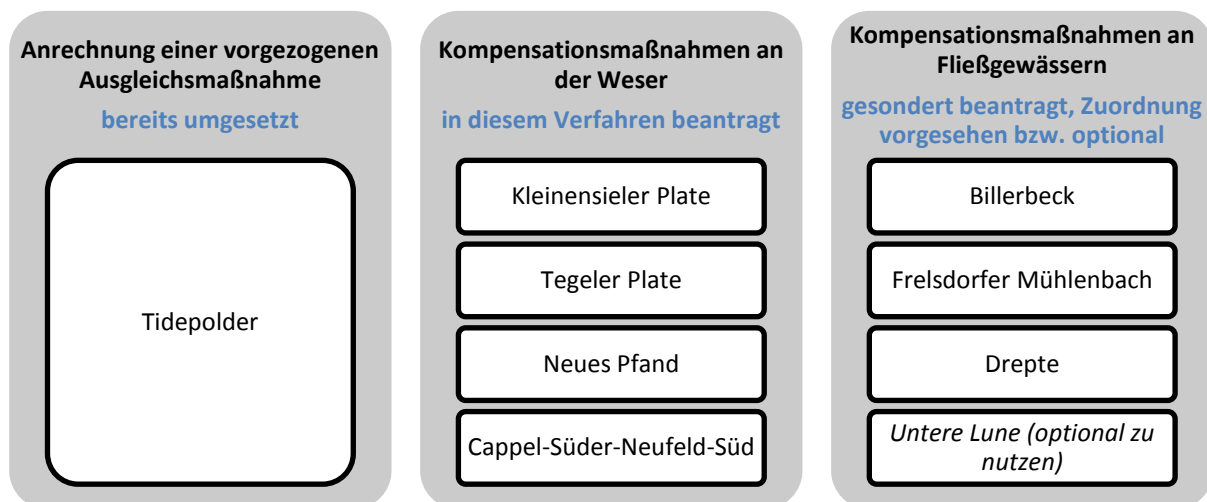 Anrechnung einer vorgezogenen
Ausgleichsmaßnahme
bereits umgesetzt
Tidepolder
Kompensationsmaßnahmen an
der Weser
in diesem Verfahren beantragt
Kleinensieler Plate
Tegeler Plate
Neues Pfand
Cappel-Süder-Neufeld-Süd
Kompensationsmaßnahmen an
Fließgewässern
gesondert beantragt, Zuordnung
vorgesehen bzw. optional
Billerbeck
Frelsdorfer Mühlenbach
Drepte
Untere Lune (optional zu
nutzen)